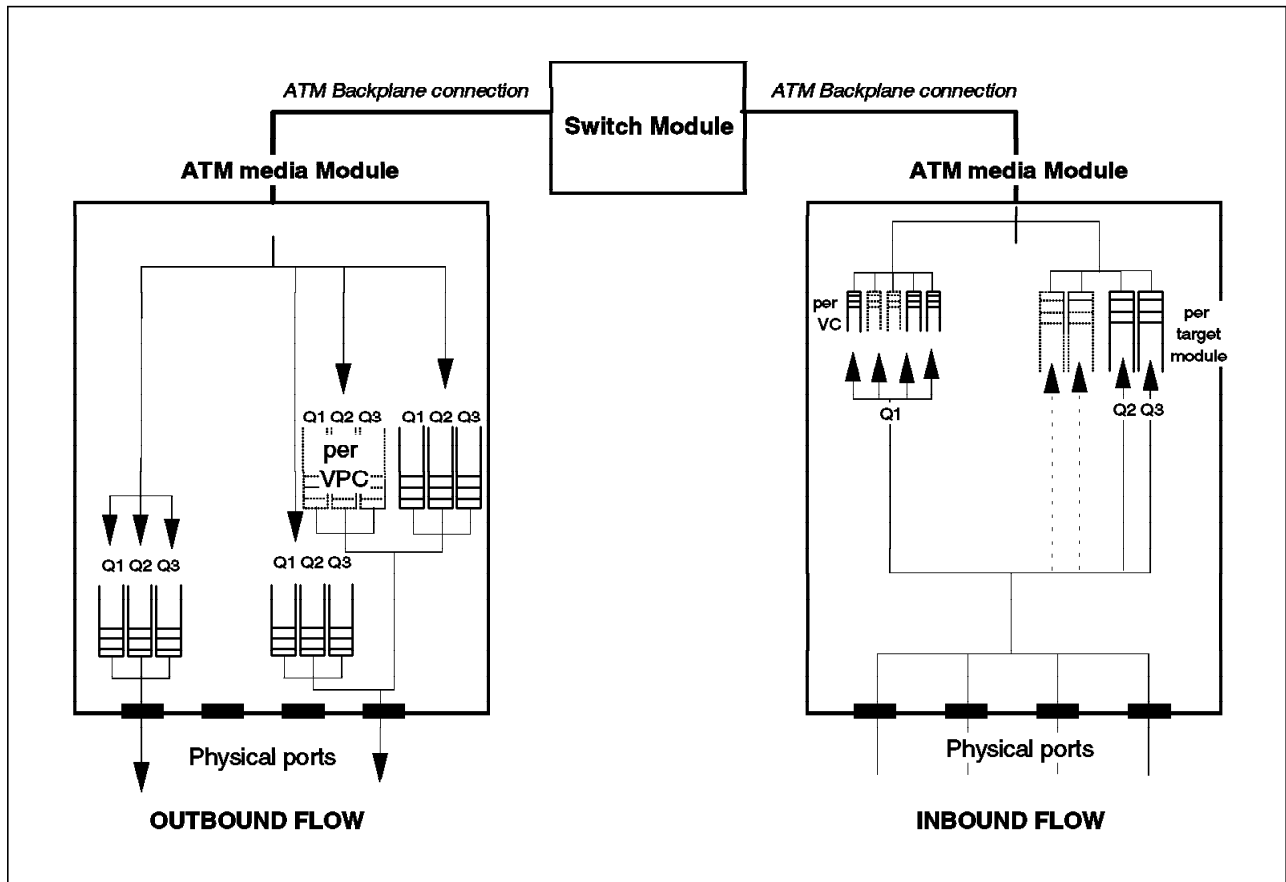 ATM Backplane connection
ATM Backplane connection
Switch Module
ATM media Module
ATM media Module
per
VC
Q1
per
target
module
Q2 Q3
Q1 Q2 Q3
per
VPC
Q1 Q2 Q3
Q1 Q2 Q3
Q1 Q2 Q3
Physical ports
Physical ports
OUTBOUND FLOW
INBOUND FLOW